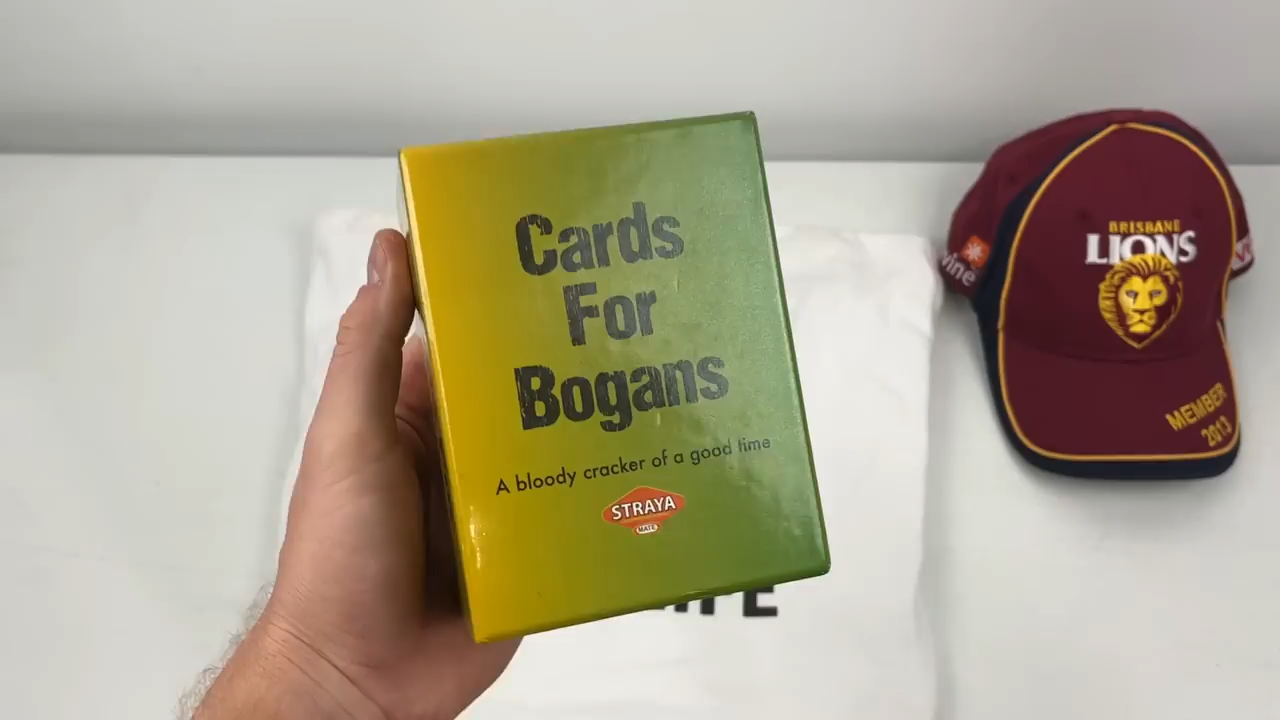 Cards
For
Bogans
A bloody cracker of a good time
STRAYA
MATE
BRISBANE
LIONS
MEMBER
2013